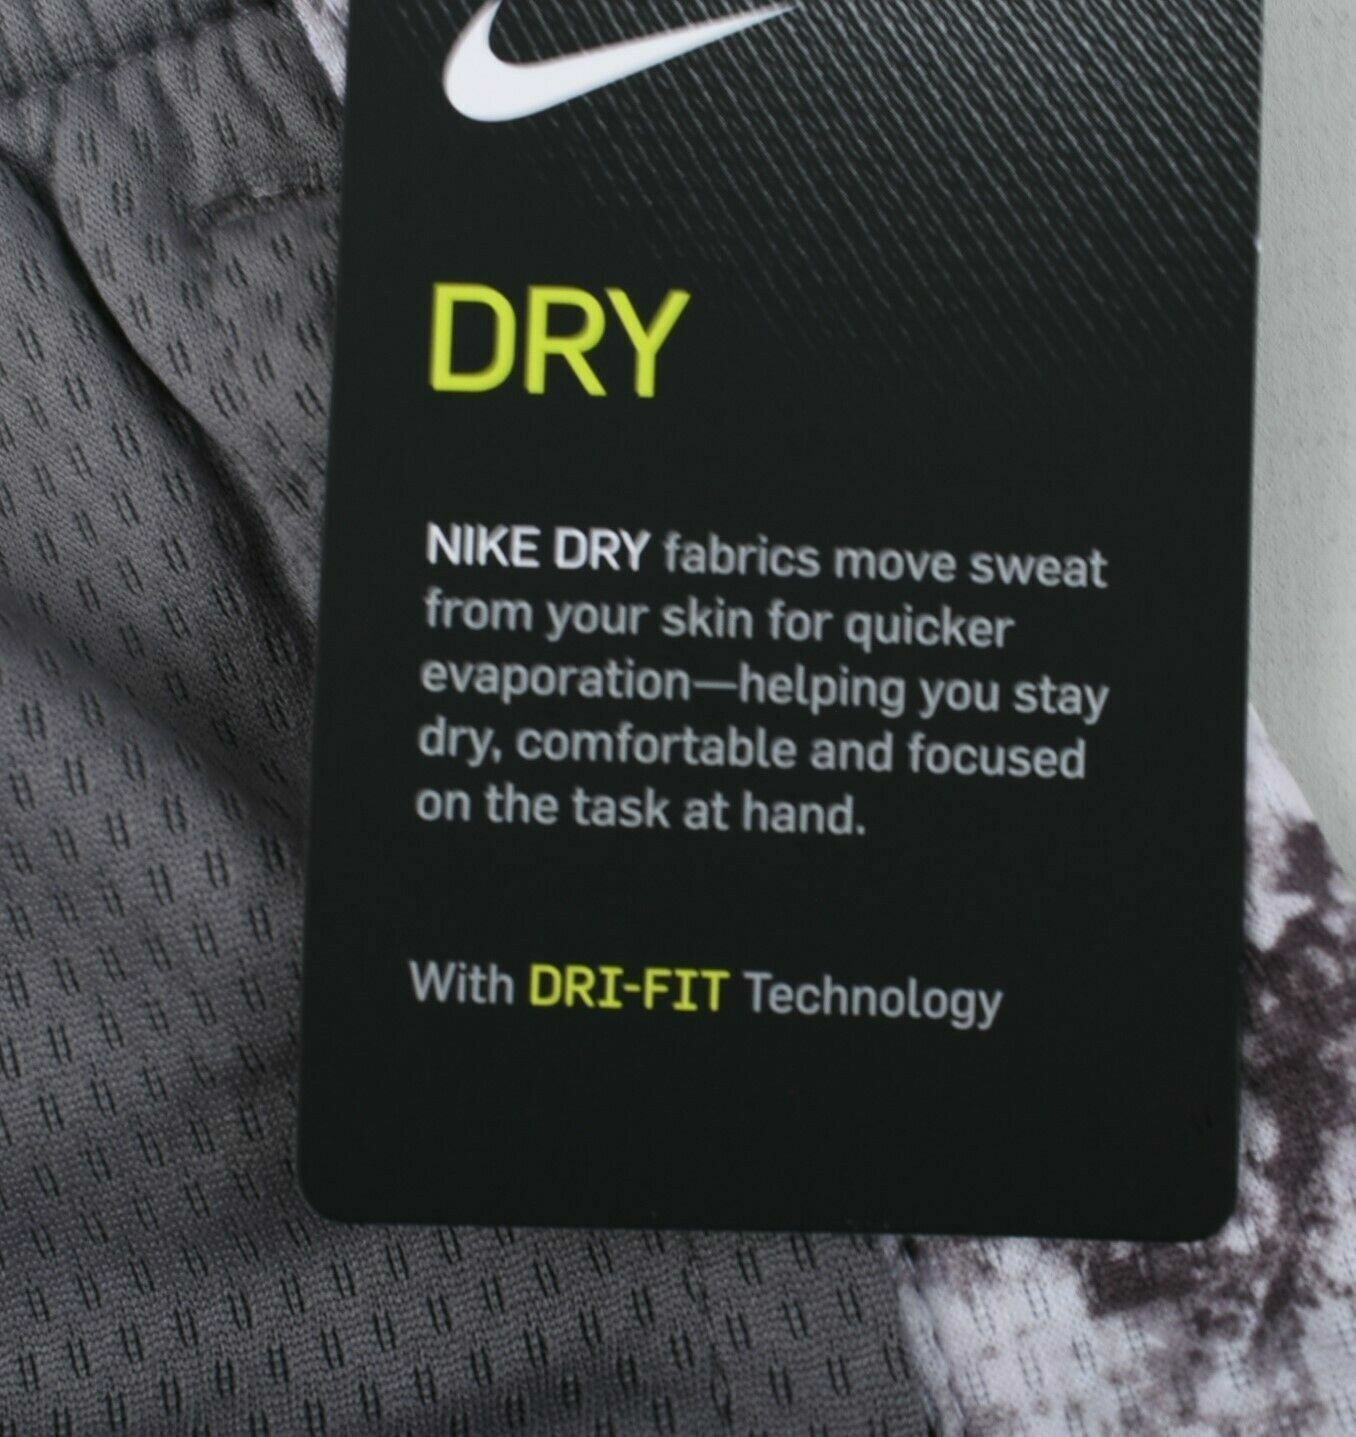 DRY
NIKE DRY fabrics move sweat
from your skin for quicker
evaporation—helping you stay
dry, comfortable and focused
on the task at hand.
With DRI-FIT Technology